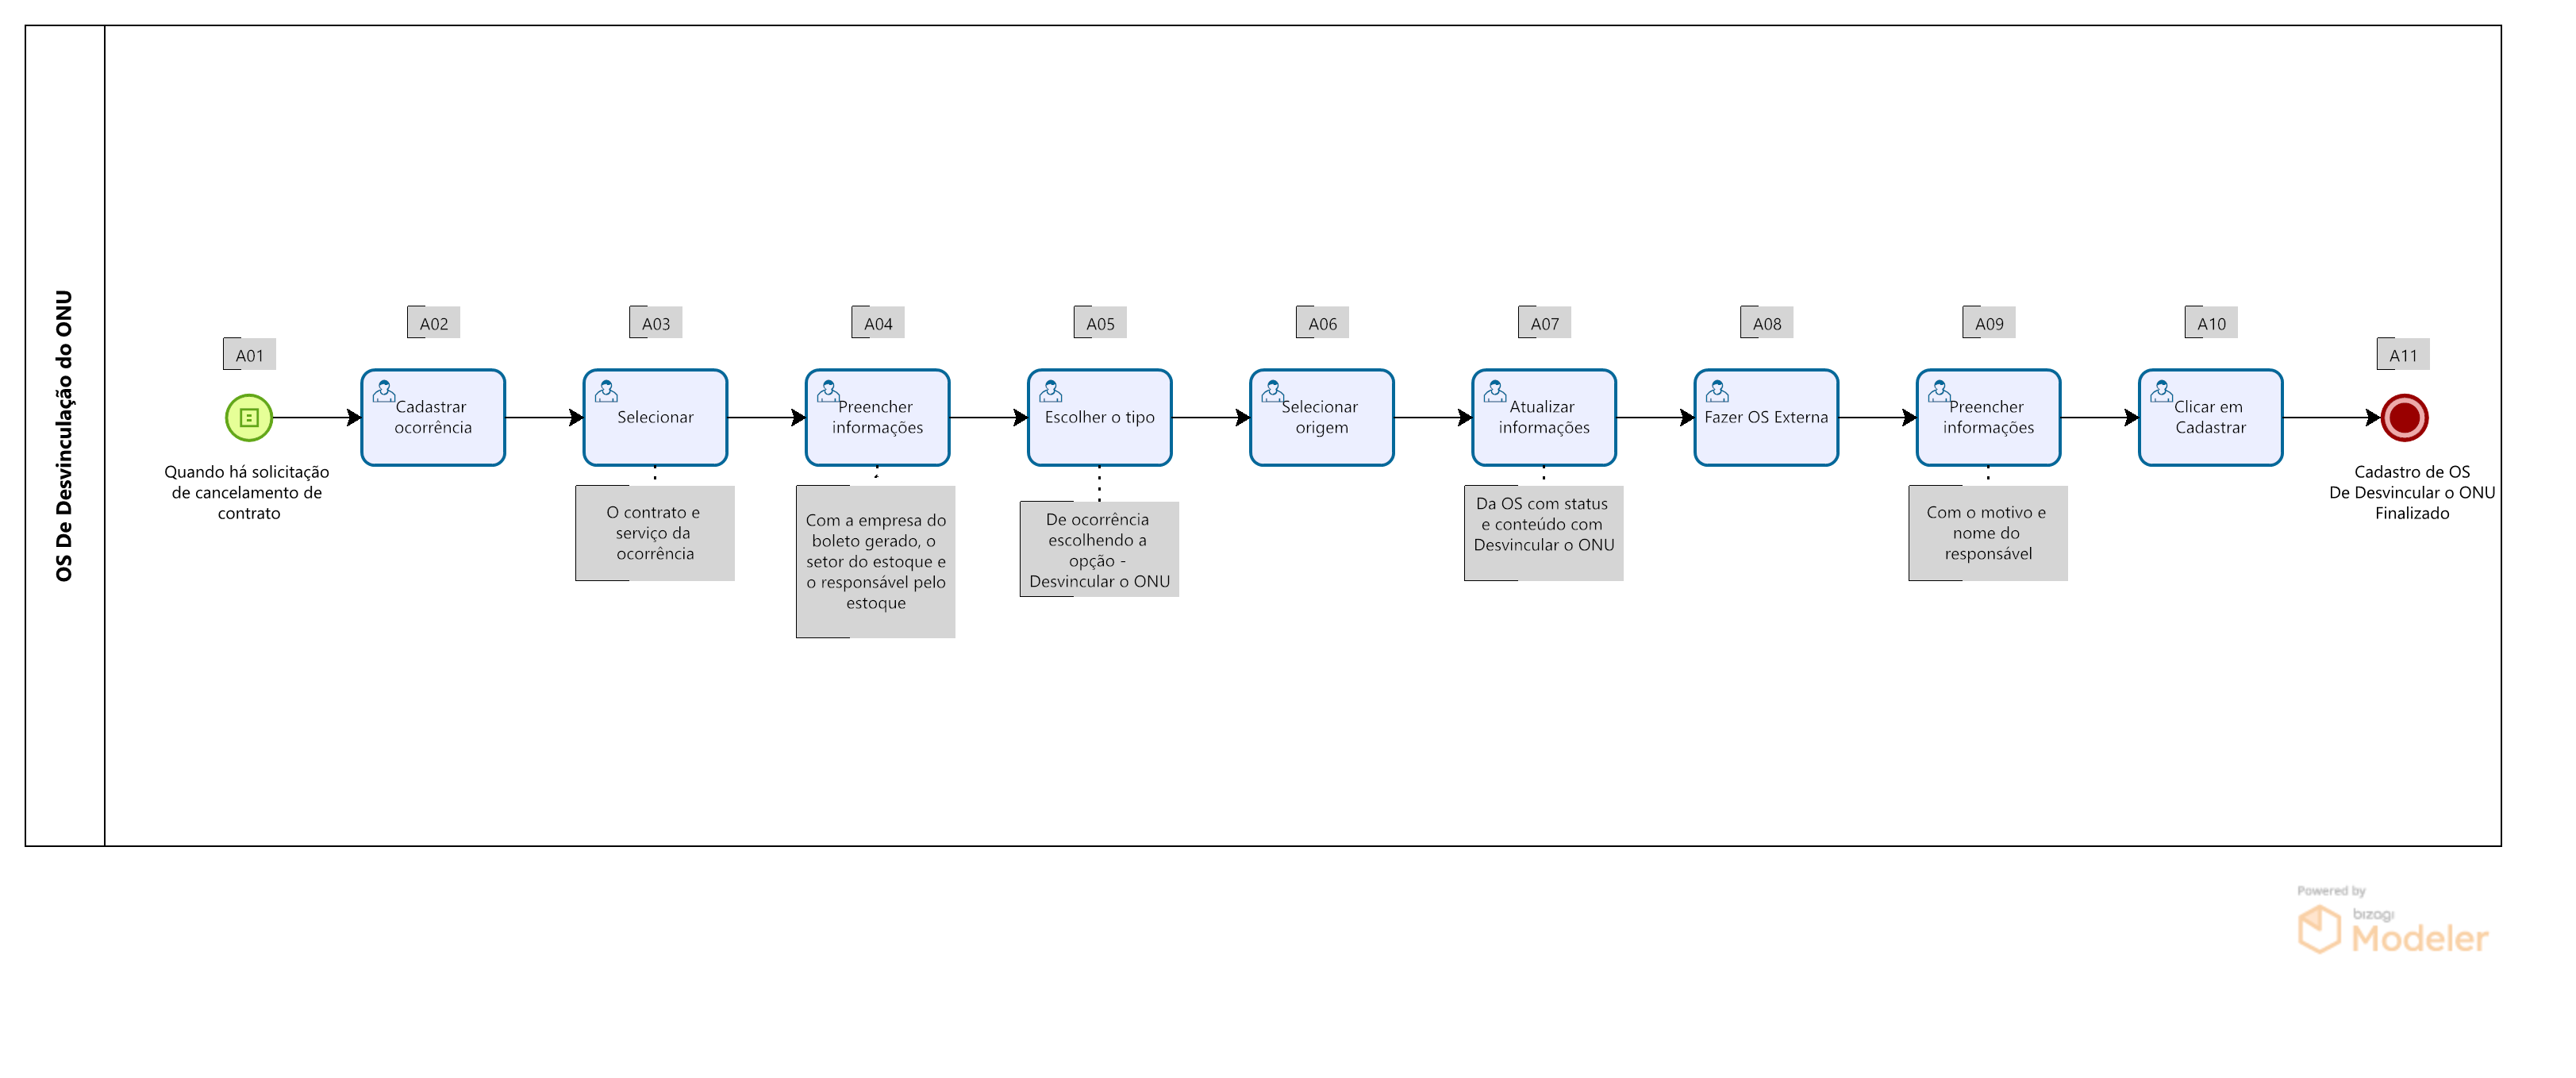 OS De Desvinculação do ONU
A01
Quando há solicitação
de cancelamento de
contrato
A02
Cadastrar
ocorrência
A03
Selecionar
O contrato e
serviço da
ocorrência
A04
Preencher
informações
Com a empresa do
boleto gerado, o
setor do estoque e
o responsável pelo
estoque
A05
Escolher o tipo
De ocorrência
escolhendo a
opção -
Desvincular o ONU
A06
Selecionar
origem
A07
Atualizar
informações
Da OS com status
e conteúdo com
Desvincular o ONU
A08
Fazer OS Externa
A09
Preencher
informações
Com o motivo e
nome do
responsável
A10
Clicar em
Cadastrar
A11
Cadastro de OS
De Desvincular o ONU
Finalizado
Powered by
bizagi
Modeler